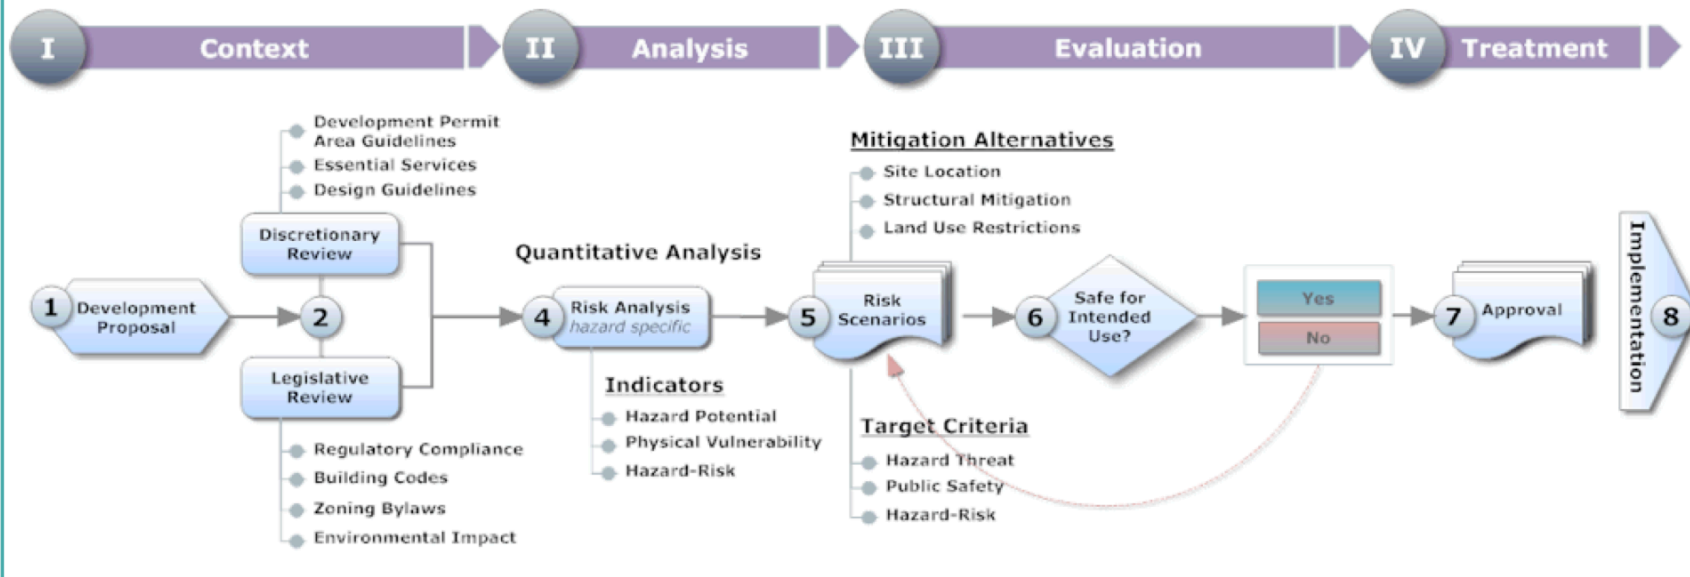 I
Context
II
Analysis
III
Evaluation
IV
Treatment
Development Permit
Area Guidelines
Essential Services
Design Guidelines
Discretionary
Review
1
Development
Proposal
2
Legislative
Review
Regulatory Compliance
Building Codes
Zoning Bylaws
Environmental Impact
Quantitative Analysis
4
Risk Analysis
hazard specific
Indicators
Hazard Potential
Physical Vulnerability
Hazard-Risk
Mitigation Alternatives
Site Location
Structural Mitigation
Land Use Restrictions
5
Risk
Scenarios
Target Criteria
Hazard Threat
Public Safety
Hazard-Risk
6
Safe for
Intended
Use?
Yes
No
7
Approval
Implementation
8